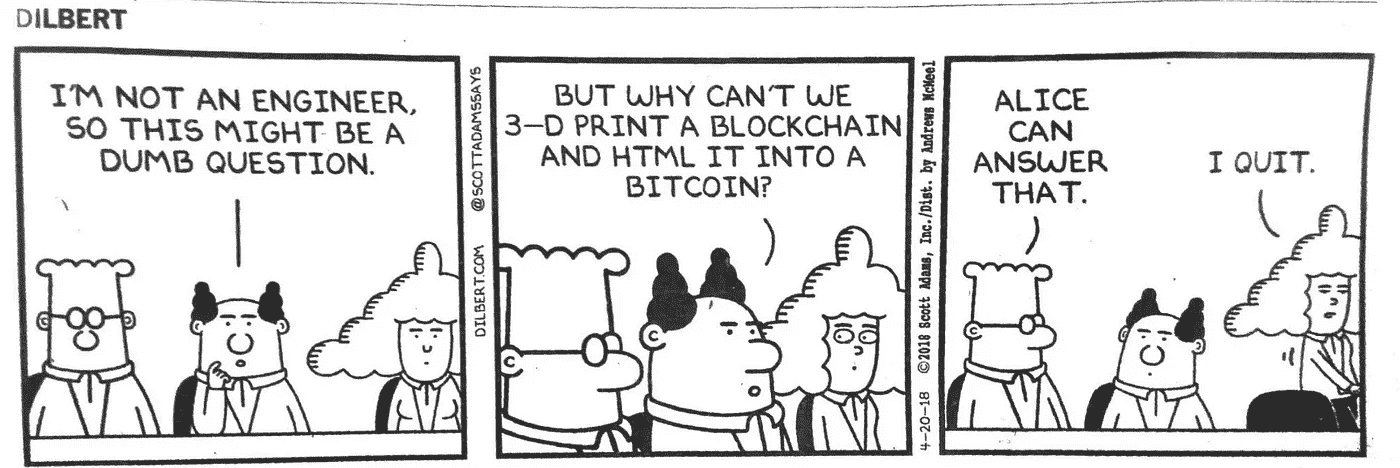 DILBERT
I'M NOT AN ENGINEER,
SO THIS MIGHT BE A
DUMB QUESTION.
DILBERT.COM @SCOTTADAMSSAYS
BUT WHY CAN'T WE
3-D PRINT A BLOCKCHAIN
AND HTML IT INTO A
BITCOIN?
4-20-18 ©2018 Scott Adams, Inc./Dist. by Andrews McMeel
ALICE
CAN
ANSWER
THAT.
I QUIT.